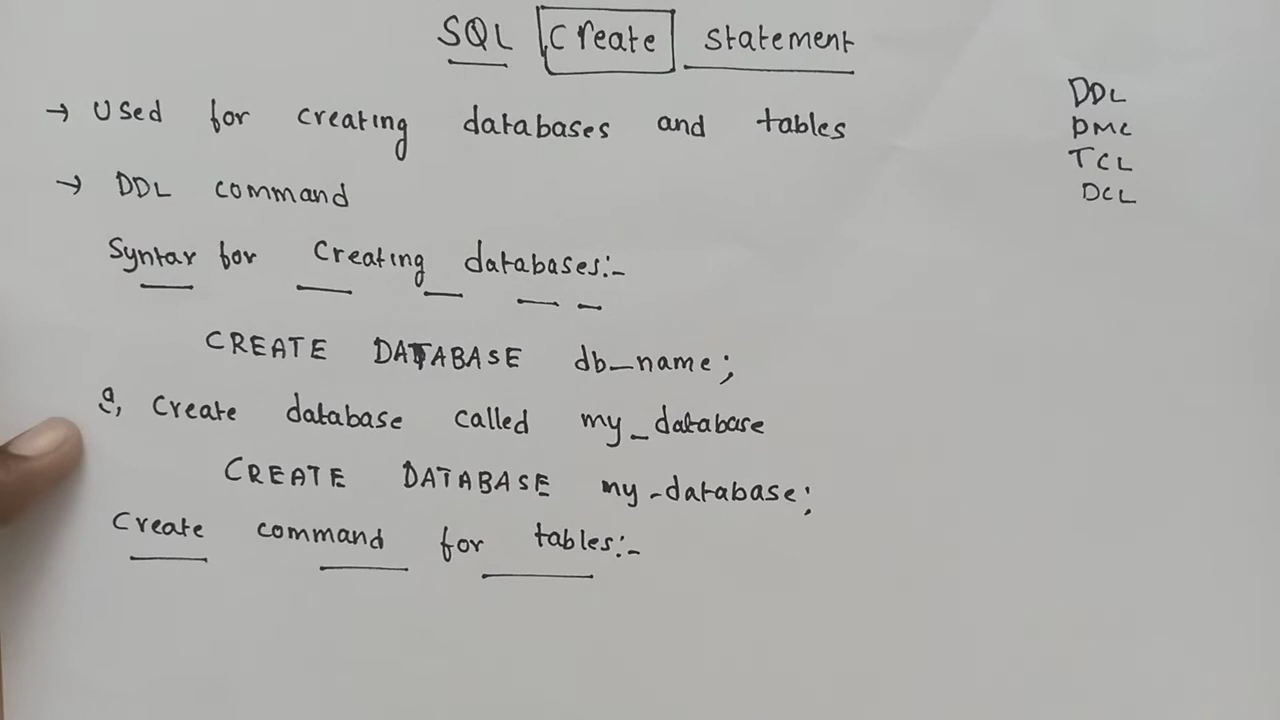 SQL Create statement
→ Used for creating databases and tables
→ DDL command
Syntax for Creating databases:-
CREATE DATABASE db_name;
Q, Create database called my_database
CREATE DATABASE my_database;
Create command for tables:-
DDL
DML
TCL
DCL